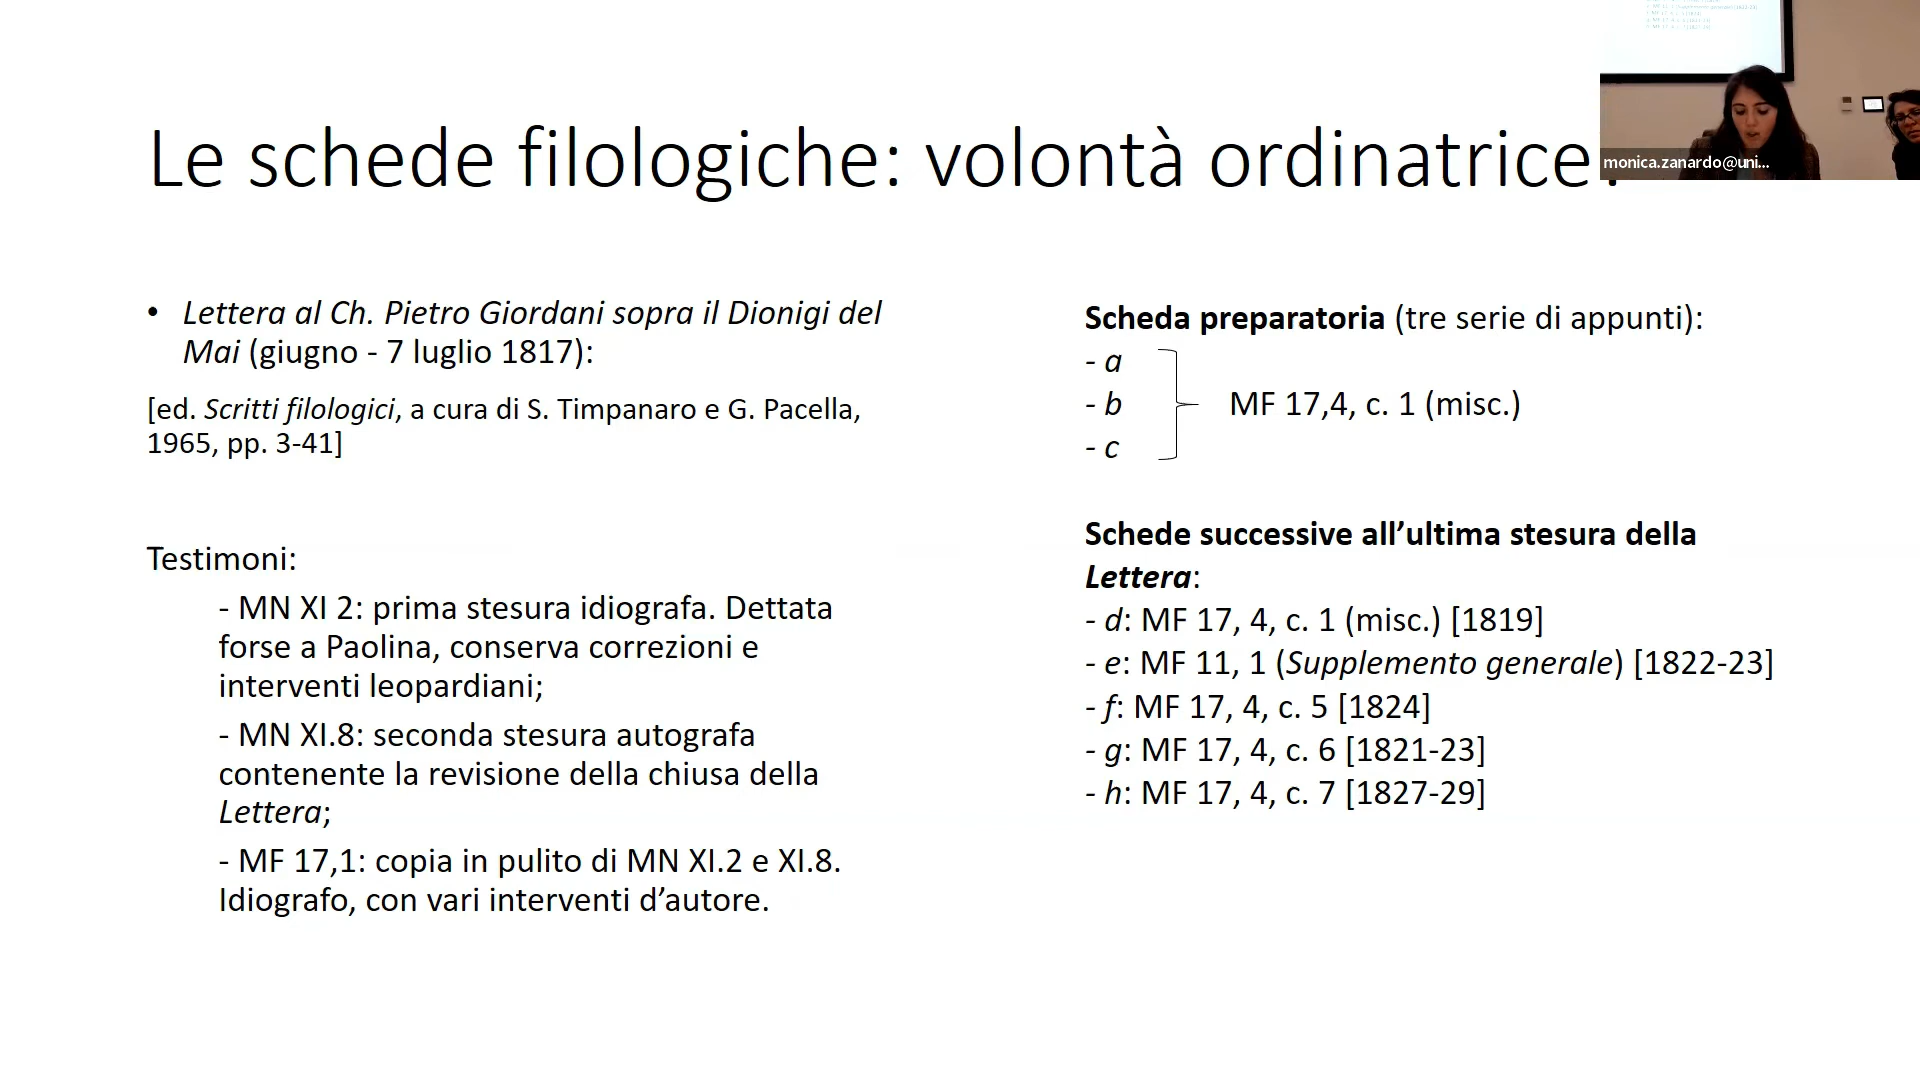 Le schede filologiche: volontà ordinatrice?
monica.zanardo@uni...
• Lettera al Ch. Pietro Giordani sopra il Dionigi del
Mai (giugno - 7 luglio 1817):
[ed. Scritti filologici, a cura di S. Timpanaro e G. Pacella,
1965, pp. 3-41]
Testimoni:
- MN XI 2: prima stesura idiografa. Dettata
forse a Paolina, conserva correzioni e
interventi leopardiani;
- MN XI.8: seconda stesura autografa
contenente la revisione della chiusa della
Lettera;
- MF 17,1: copia in pulito di MN XI.2 e XI.8.
Idiografo, con vari interventi d’autore.
Scheda preparatoria (tre serie di appunti):
- a
- b MF 17,4, c. 1 (misc.)
- c
Schede successive all’ultima stesura della
Lettera:
- d: MF 17, 4, c. 1 (misc.) [1819]
- e: MF 11, 1 (Supplemento generale) [1822-23]
- f: MF 17, 4, c. 5 [1824]
- g: MF 17, 4, c. 6 [1821-23]
- h: MF 17, 4, c. 7 [1827-29]